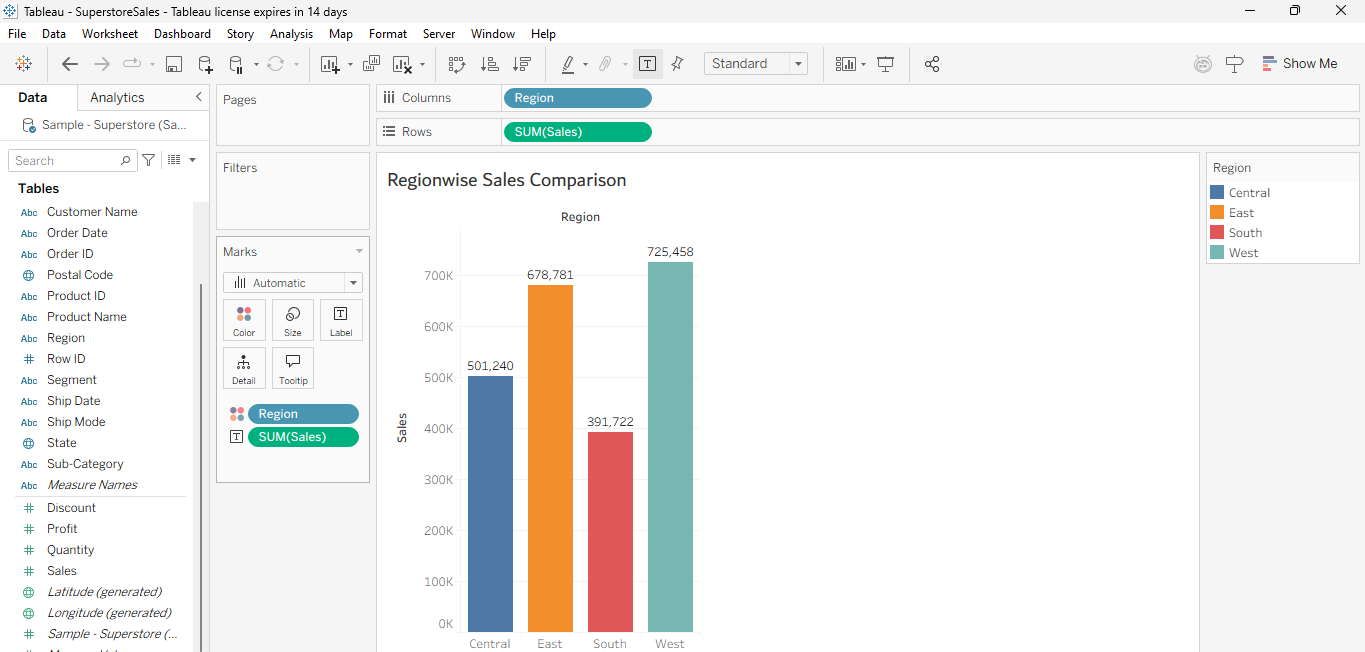 Tableau - SuperstoreSales - Tableau license expires in 14 days
File Data Worksheet Dashboard Story Analysis Map Format Server Window Help
Standard
Show Me
Data Analytics
Sample - Superstore (Sa...
Search
Tables
Abc Customer Name
Abc Order Date
Abc Order ID
Postal Code
Abc Product ID
Abc Product Name
Abc Region
Row ID
Abc Segment
Abc Ship Date
Abc Ship Mode
State
Abc Sub-Category
Abc Measure Names
Discount
Profit
Quantity
Sales
Latitude (generated)
Longitude (generated)
Sample - Superstore (...
Pages
Filters
Marks
Automatic
Color Size Label
Detail Tooltip
Region
SUM(Sales)
Columns Region
Rows SUM(Sales)
Regionwise Sales Comparison
Region
725,458
678,781
501,240
391,722
700K
600K
500K
400K
300K
200K
100K
0K
Sales
Central East South West
Region
Central
East
South
West